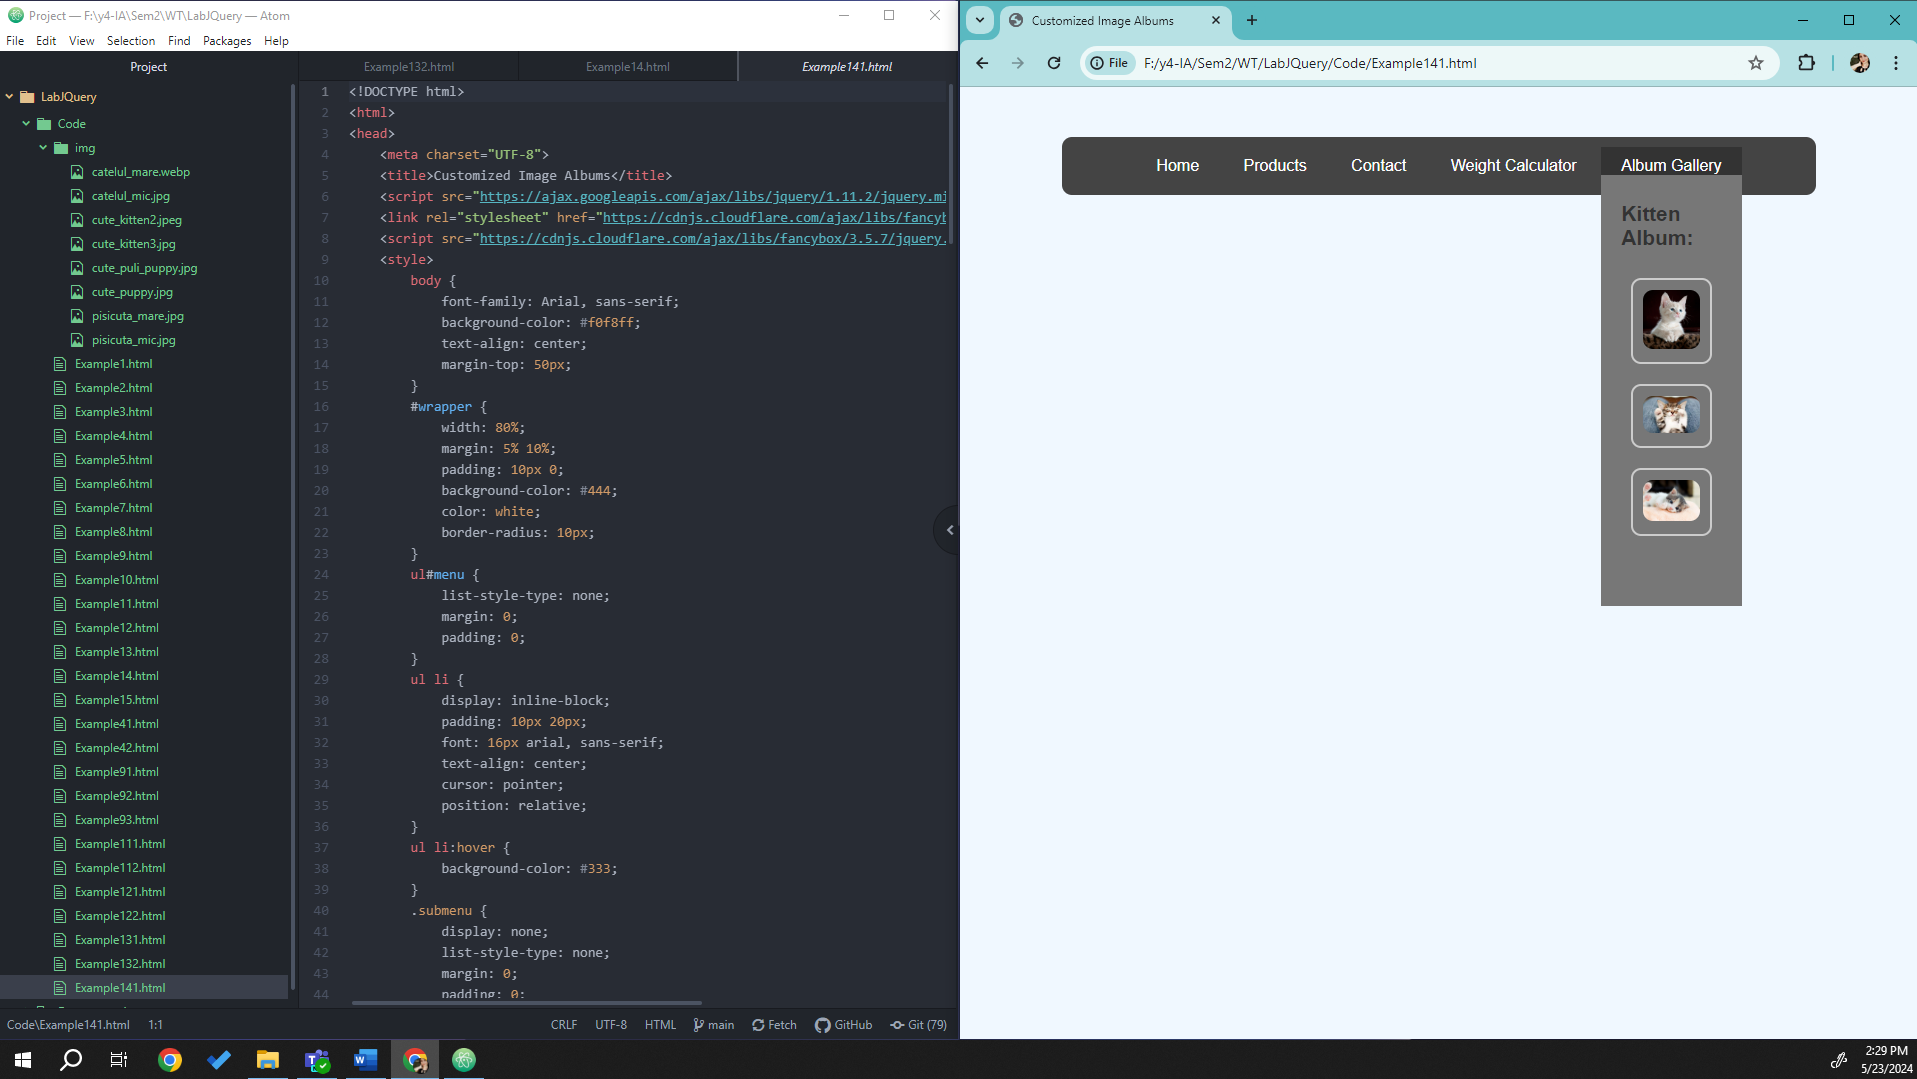 Project — F:\y4-IA\Sem2\WT\LabJQuery — Atom
File Edit View Selection Find Packages Help
Project
LabJQuery
Code
img
catelul_mare.webp
catelul_mic.jpg
cute_kitten2.jpeg
cute_kitten3.jpg
cute_puli_puppy.jpg
cute_puppy.jpg
pisicuta_mare.jpg
pisicuta_mic.jpg
Example1.html
Example2.html
Example3.html
Example4.html
Example5.html
Example6.html
Example7.html
Example8.html
Example9.html
Example10.html
Example11.html
Example12.html
Example13.html
Example14.html
Example15.html
Example41.html
Example42.html
Example91.html
Example92.html
Example93.html
Example111.html
Example112.html
Example121.html
Example122.html
Example131.html
Example132.html
Example141.html
Example132.html Example14.html Example141.html
1 <!DOCTYPE html>
2 <html>
3 <head>
4 <meta charset="UTF-8">
5 <title>Customized Image Albums</title>
6 <script src="https://ajax.googleapis.com/ajax/libs/jquery/1.11.2/jquery.mi
7 <link rel="stylesheet" href="https://cdnjs.cloudflare.com/ajax/libs/fancyb
8 <script src="https://cdnjs.cloudflare.com/ajax/libs/fancybox/3.5.7/jquery.
9 <style>
10 body {
11 font-family: Arial, sans-serif;
12 background-color: #f0f8ff;
13 text-align: center;
14 margin-top: 50px;
15 }
16 #wrapper {
17 width: 80%;
18 margin: 5% 10%;
19 padding: 10px 0;
20 background-color: #444;
21 color: white;
22 border-radius: 10px;
23 }
24 ul#menu {
25 list-style-type: none;
26 margin: 0;
27 padding: 0;
28 }
29 ul li {
30 display: inline-block;
31 padding: 10px 20px;
32 font: 16px arial, sans-serif;
33 text-align: center;
34 cursor: pointer;
35 position: relative;
36 }
37 ul li:hover {
38 background-color: #333;
39 }
40 .submenu {
41 display: none;
42 list-style-type: none;
43 margin: 0;
44 padding: 0;
Code\Example141.html 1:1 CRLF UTF-8 HTML main Fetch GitHub Git (79)
Customized Image Albums
File F:/y4-IA/Sem2/WT/LabJQuery/Code/Example141.html
Home Products Contact Weight Calculator Album Gallery
Kitten
Album:
2:29 PM
5/23/2024